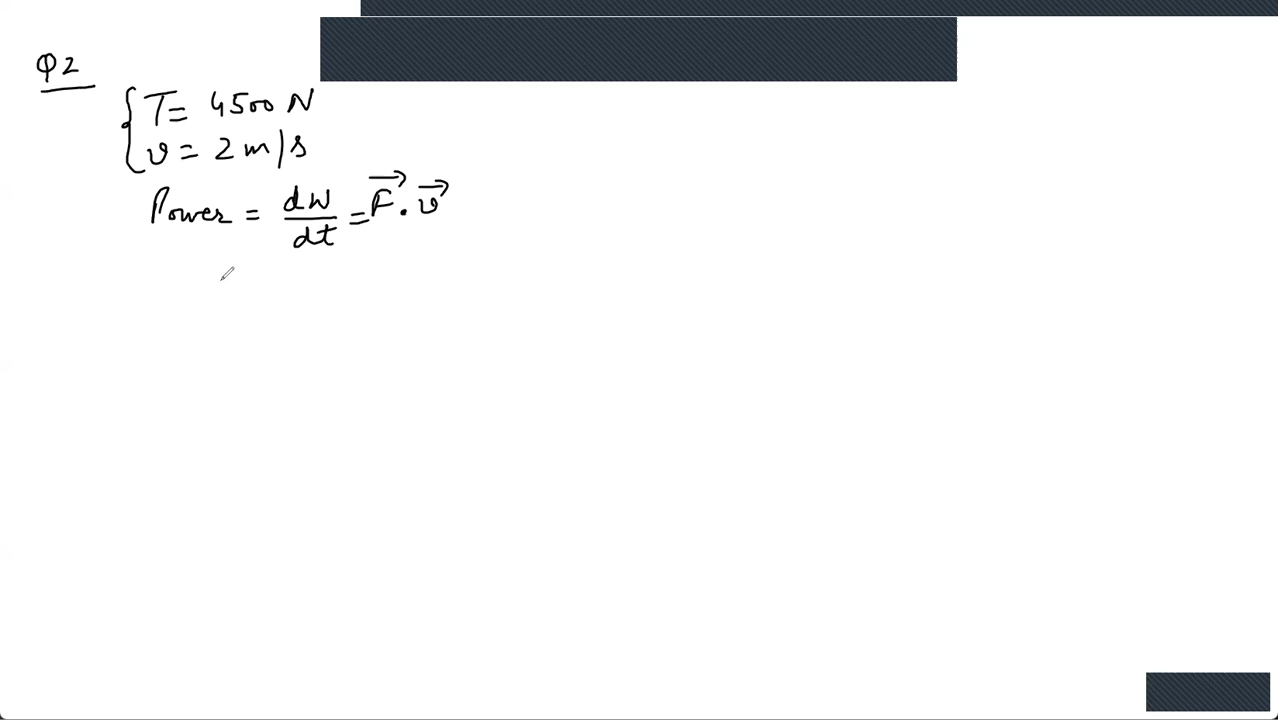 Q2
T = 4500 N
v = 2 m/s
Power = dW/dt = F⃗ . v⃗